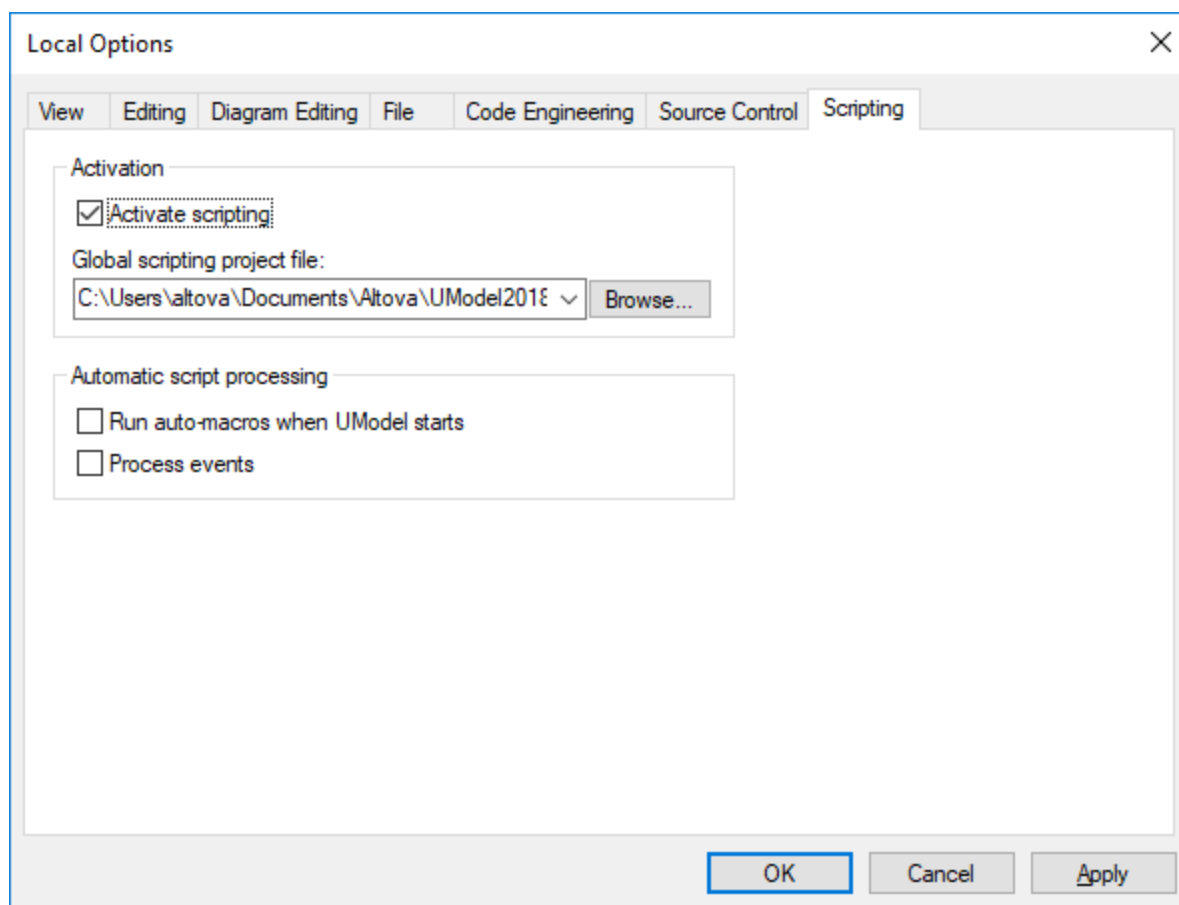 Local Options
View Editing Diagram Editing File Code Engineering Source Control Scripting
Activation
Activate scripting
Global scripting project file:
C:\Users\altova\Documents\Altova\UModel2018 Browse...
Automatic script processing
Run auto-macros when UModel starts
Process events
OK Cancel Apply